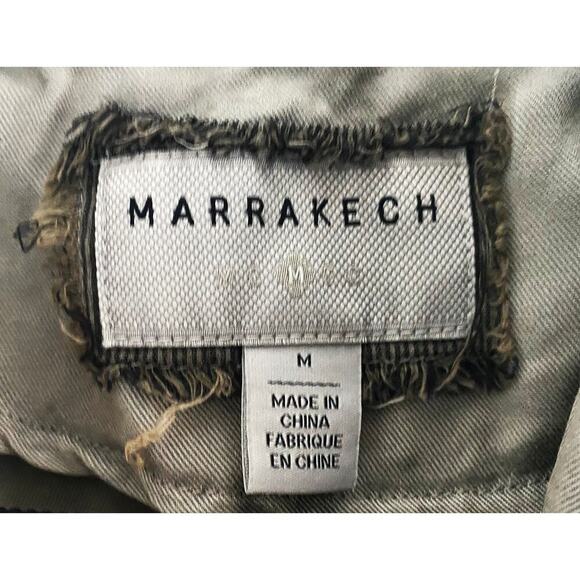 MARRAKECH
M
M
MADE IN
CHINA
FABRIQUE
EN CHINE